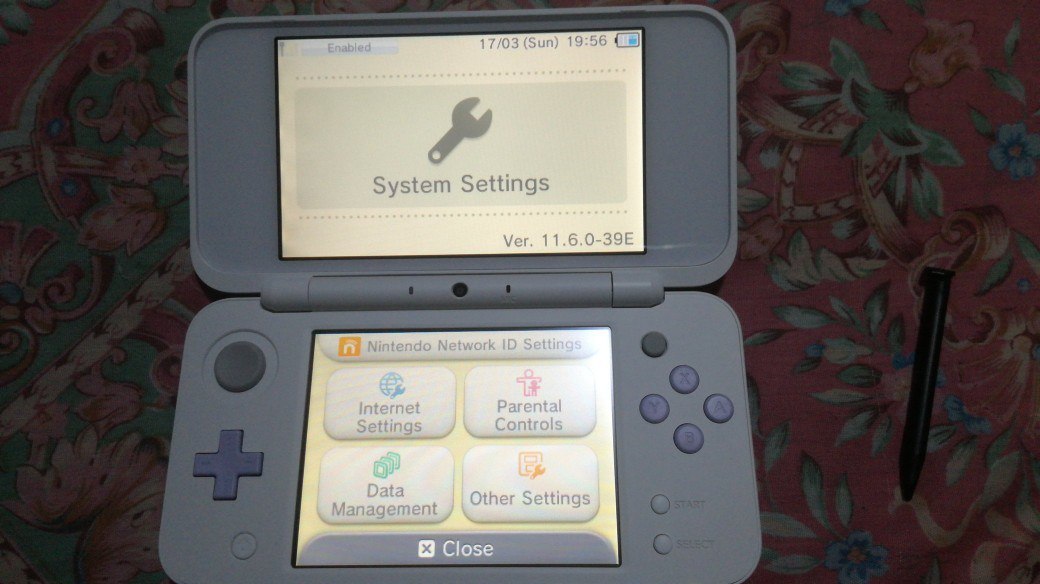 Enabled
17/03 (Sun) 19:56
System Settings
Ver. 11.6.0-39E
Nintendo Network ID Settings
Internet
Settings
Parental
Controls
Data
Management
Other Settings
X Close
X
Y
A
B
START
SELECT